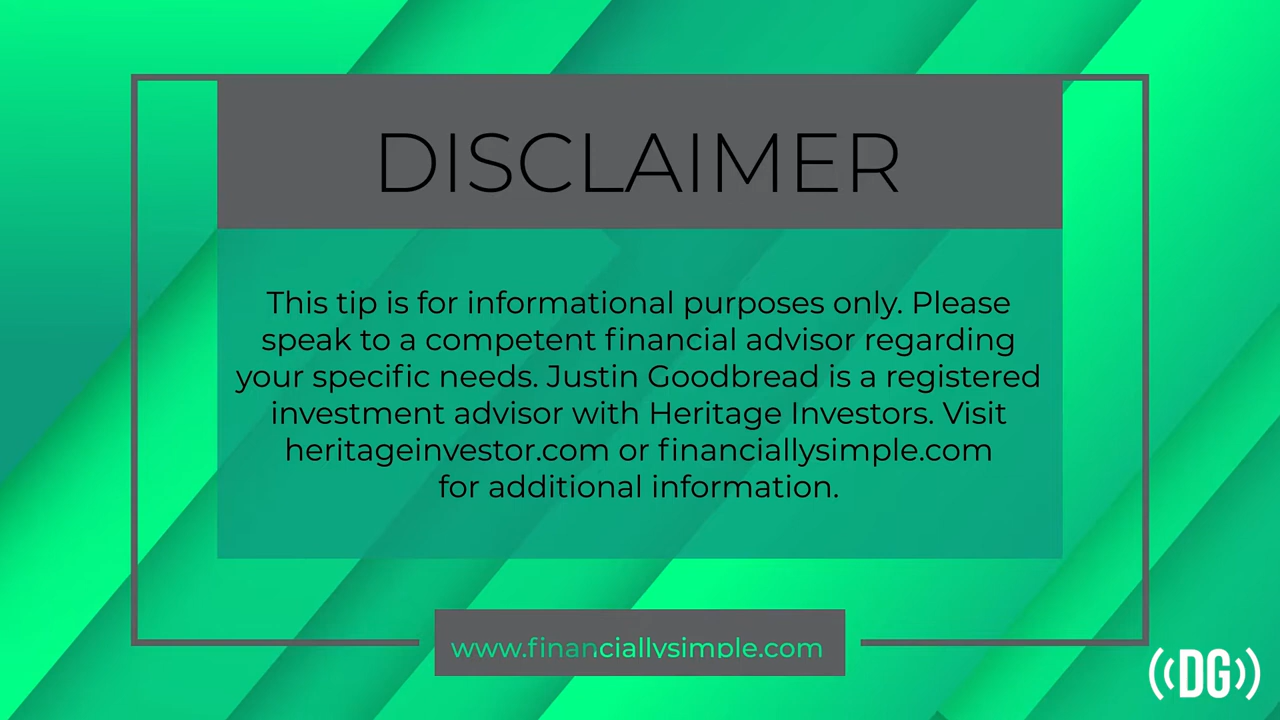 DISCLAIMER
This tip is for informational purposes only. Please
speak to a competent financial advisor regarding
your specific needs. Justin Goodbread is a registered
investment advisor with Heritage Investors. Visit
heritageinvestor.com or financiallysimple.com
for additional information.
www.financiallysimple.com
DG